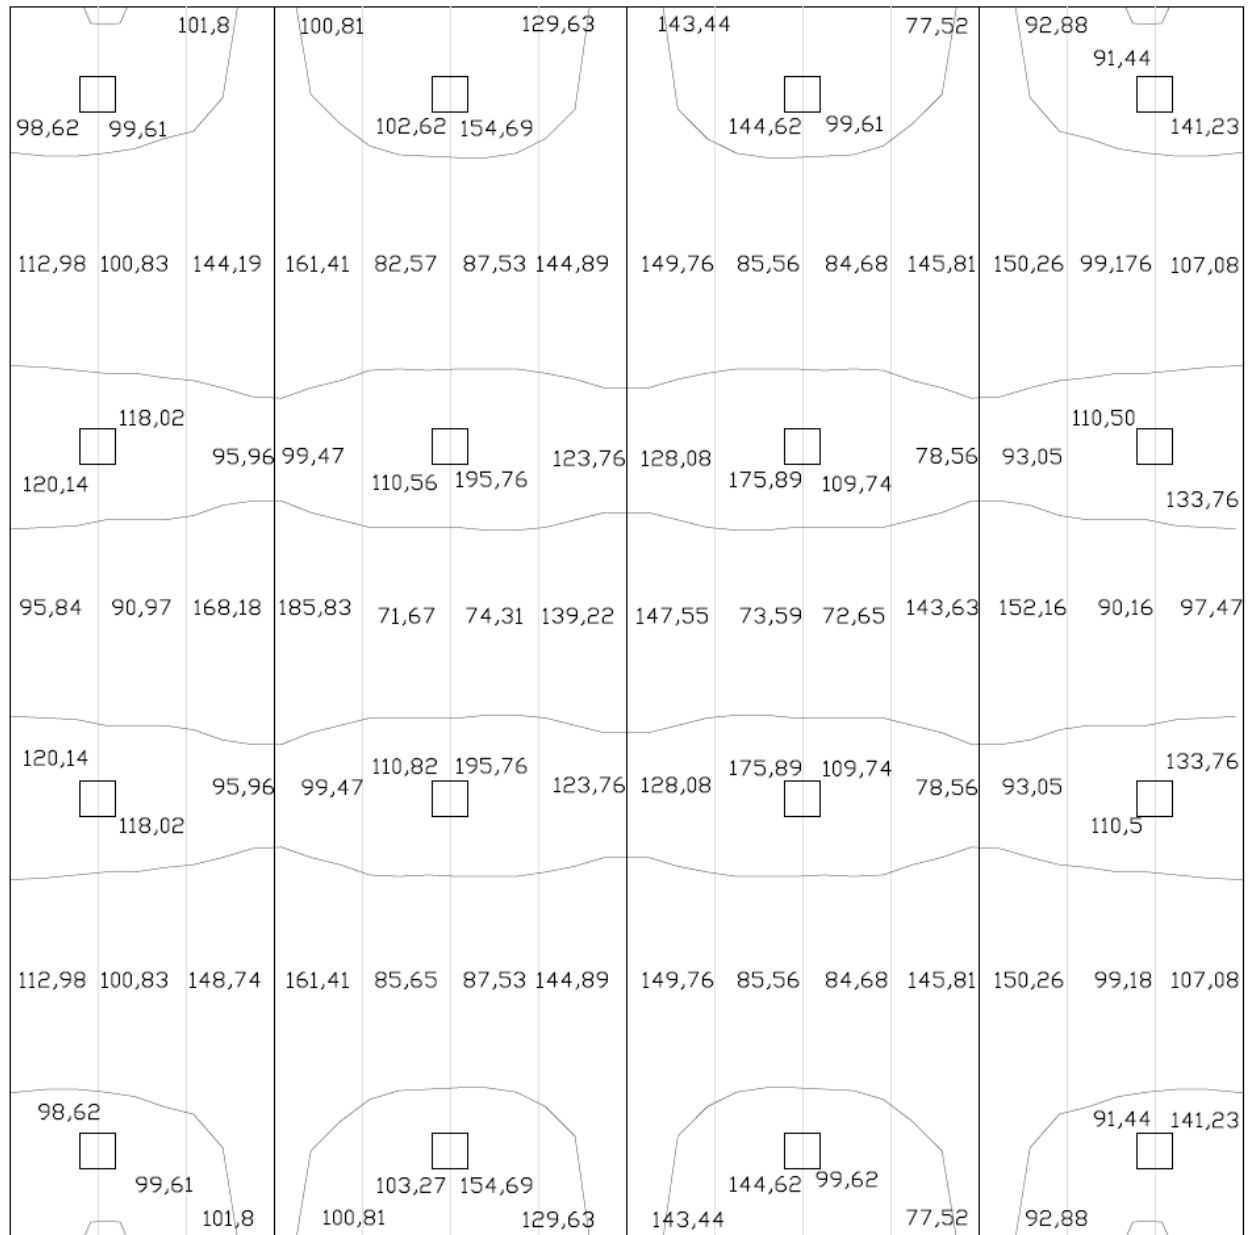 101,8 100,81 129,63 143,44 77,52 92,88
91,44
98,62 99,61 102,62 154,69 144,62 99,61 141,23
112,98 100,83 144,19 161,41 82,57 87,53 144,89 149,76 85,56 84,68 145,81 150,26 99,176 107,08
118,02 110,50
95,96 99,47 123,76 128,08 78,56 93,05
120,14 110,56 195,76 175,89 109,74 133,76
95,84 90,97 168,18 185,83 71,67 74,31 139,22 147,55 73,59 72,65 143,63 152,16 90,16 97,47
120,14 110,82 195,76 175,89 109,74 133,76
95,96 99,47 123,76 128,08 78,56 93,05
118,02 110,5
112,98 100,83 148,74 161,41 85,65 87,53 144,89 149,76 85,56 84,68 145,81 150,26 99,18 107,08
98,62 91,44 141,23
99,61 103,27 154,69 144,62 99,62
101,8 100,81 129,63 143,44 77,52 92,88